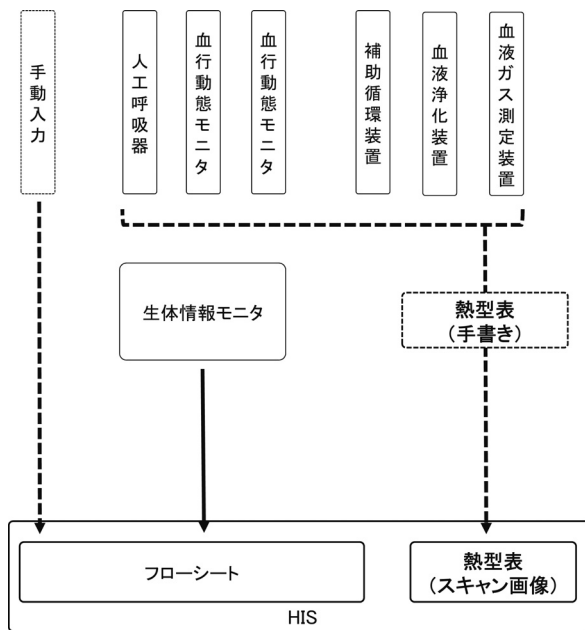 手動入力
人工呼吸器
血行動態モニタ
血行動態モニタ
補助循環装置
血液浄化装置
血液ガス測定装置
生体情報モニタ
熱型表
(手書き)
フローシート
熱型表
(スキャン画像)
HIS